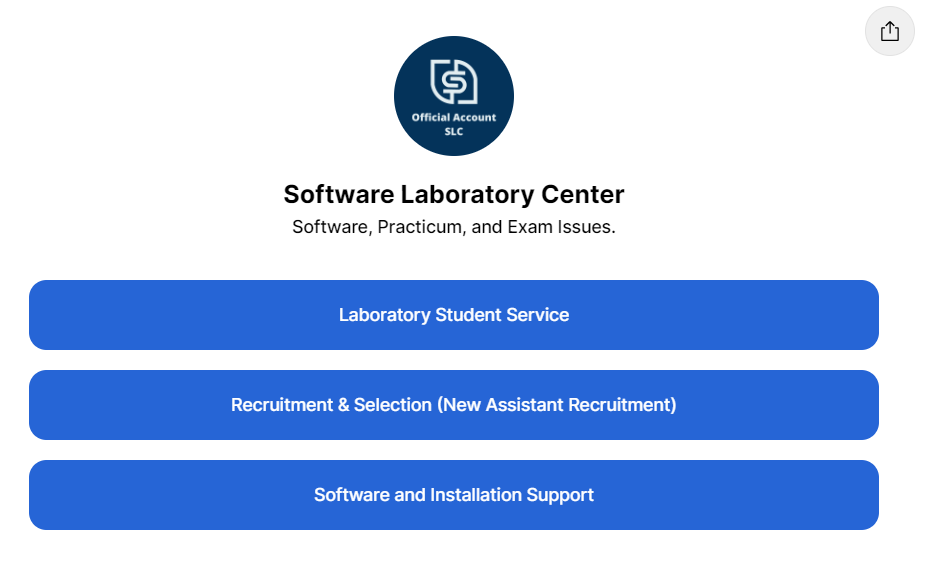 Official Account
SLC
Software Laboratory Center
Software, Practicum, and Exam Issues.
Laboratory Student Service
Recruitment & Selection (New Assistant Recruitment)
Software and Installation Support